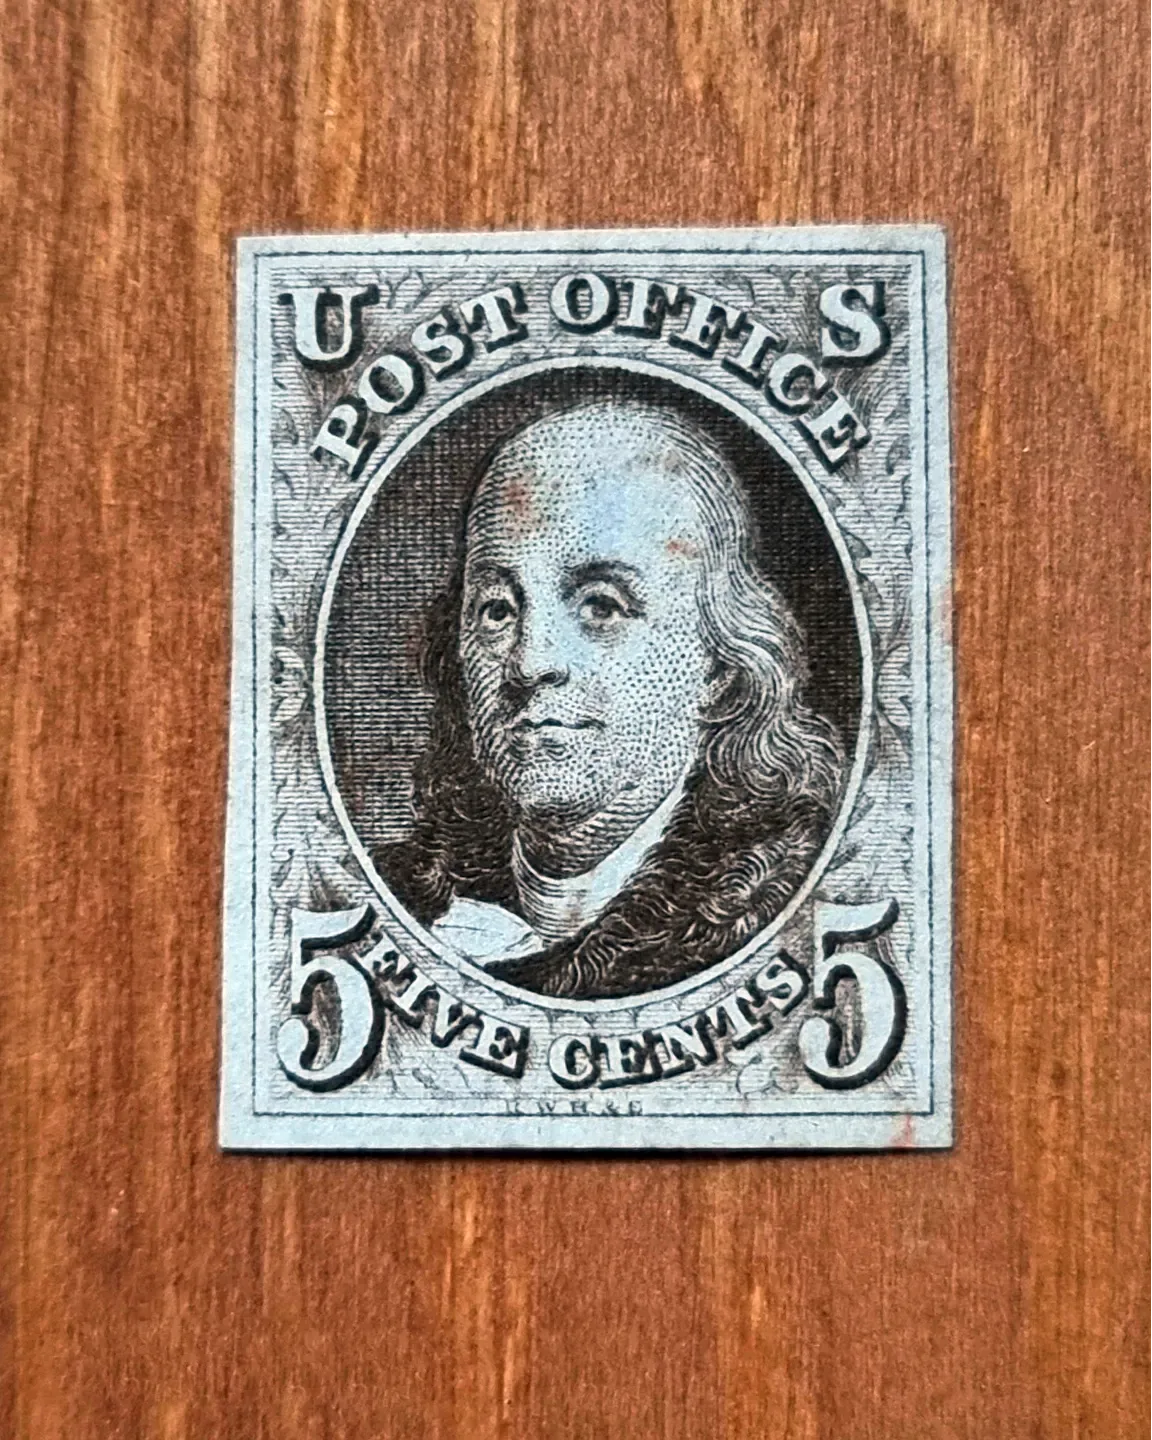 U S
POST OFFICE
5 FIVE CENTS 5
R W H & E